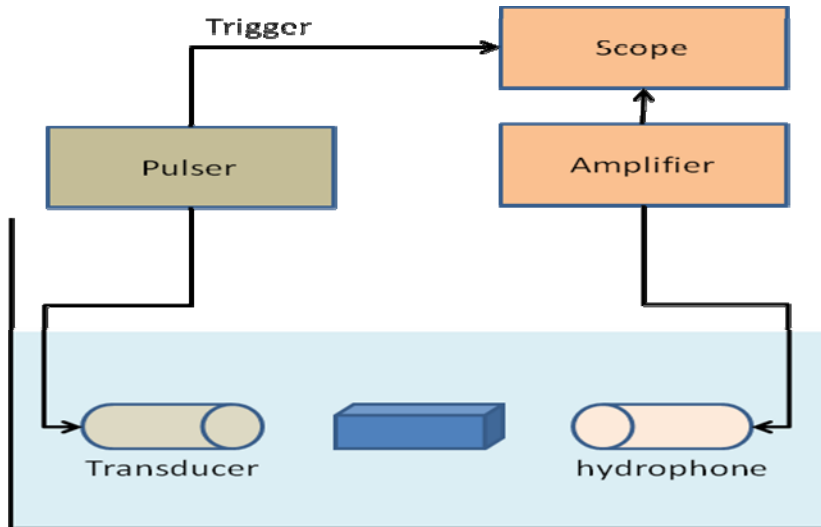 Trigger
Scope
Pulser
Amplifier
Transducer
hydrophone